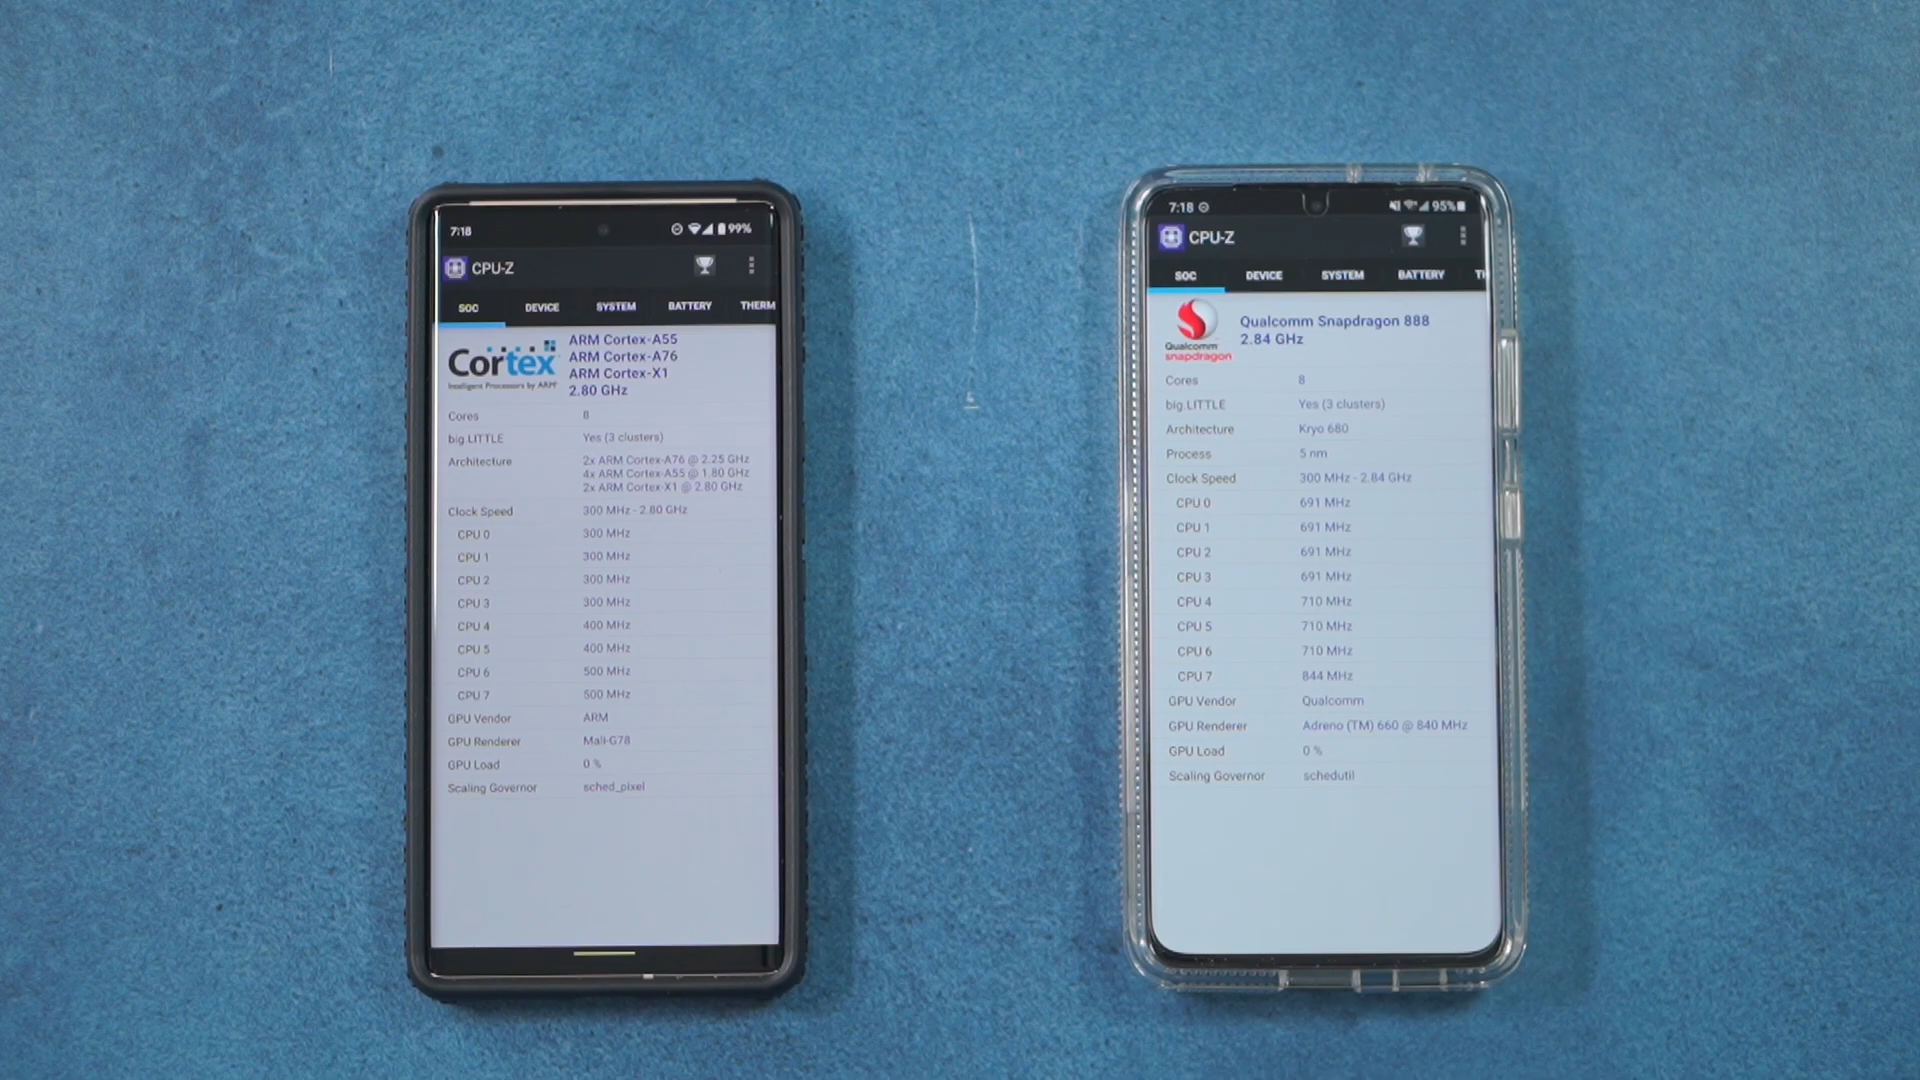 7:18
99%
CPU-Z
SOC DEVICE SYSTEM BATTERY THERM
Cortex
Intelligent Processors by ARM
ARM Cortex-A55
ARM Cortex-A76
ARM Cortex-X1
2.80 GHz
Cores 8
big.LITTLE Yes (3 clusters)
Architecture 2x ARM Cortex-A76 @ 2.25 GHz
4x ARM Cortex-A55 @ 1.80 GHz
2x ARM Cortex-X1 @ 2.80 GHz
Clock Speed 300 MHz - 2.80 GHz
CPU 0 300 MHz
CPU 1 300 MHz
CPU 2 300 MHz
CPU 3 300 MHz
CPU 4 400 MHz
CPU 5 400 MHz
CPU 6 500 MHz
CPU 7 500 MHz
GPU Vendor ARM
GPU Renderer Mali-G78
GPU Load 0 %
Scaling Governor sched_pixel
7:18
95%
CPU-Z
SOC DEVICE SYSTEM BATTERY TH
Qualcomm
snapdragon
Qualcomm Snapdragon 888
2.84 GHz
Cores 8
big.LITTLE Yes (3 clusters)
Architecture Kryo 680
Process 5 nm
Clock Speed 300 MHz - 2.84 GHz
CPU 0 691 MHz
CPU 1 691 MHz
CPU 2 691 MHz
CPU 3 691 MHz
CPU 4 710 MHz
CPU 5 710 MHz
CPU 6 710 MHz
CPU 7 844 MHz
GPU Vendor Qualcomm
GPU Renderer Adreno (TM) 660 @ 840 MHz
GPU Load 0 %
Scaling Governor schedutil